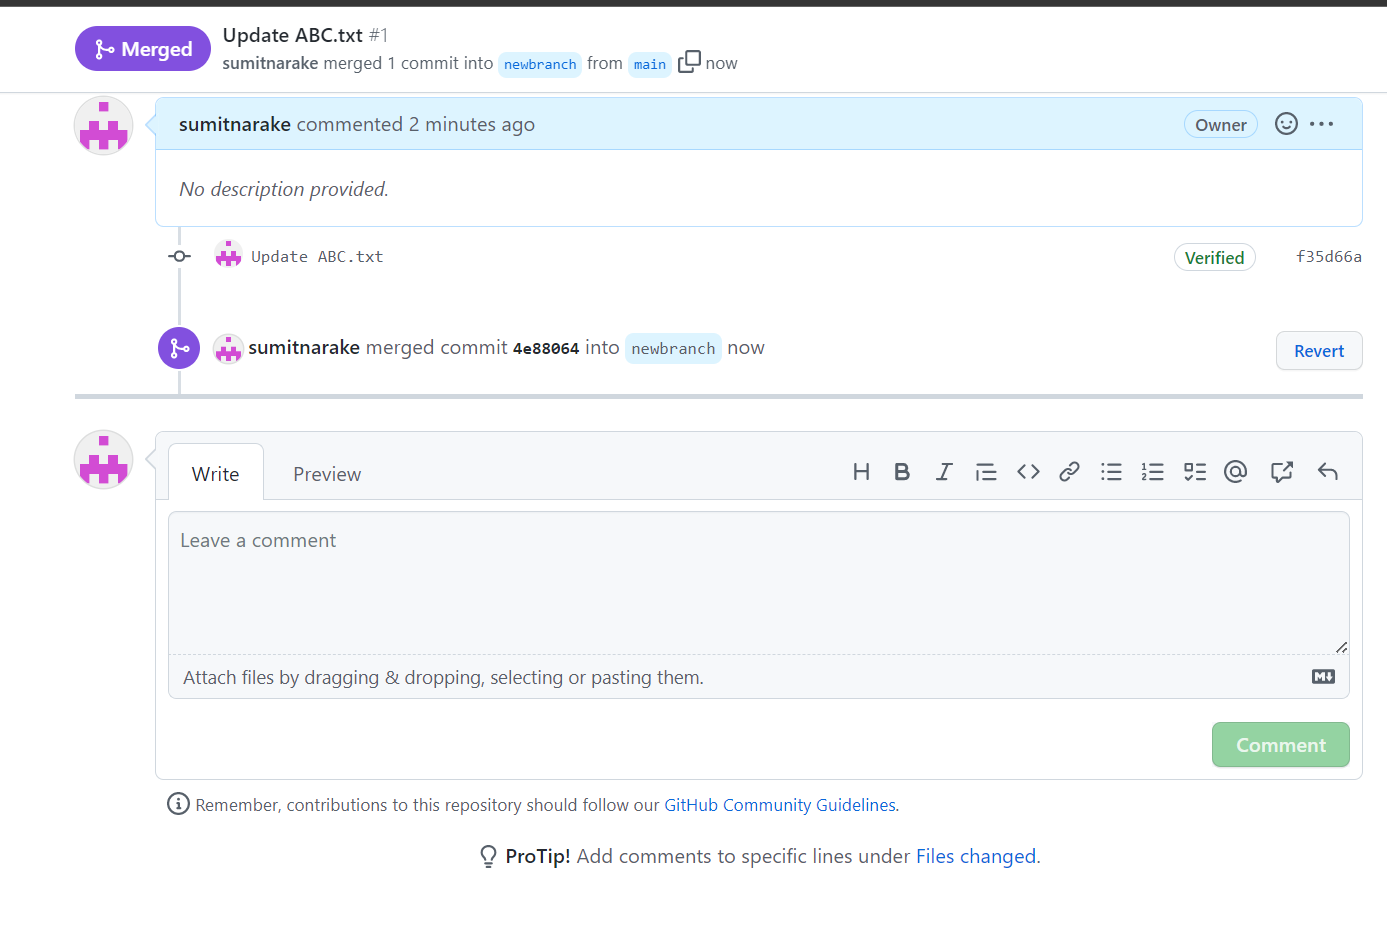 Merged
Update ABC.txt #1
sumitnarake merged 1 commit into newbranch from main now
sumitnarake commented 2 minutes ago Owner
No description provided.
Update ABC.txt Verified f35d66a
sumitnarake merged commit 4e88064 into newbranch now Revert
Write Preview
Leave a comment
Attach files by dragging & dropping, selecting or pasting them.
Comment
Remember, contributions to this repository should follow our GitHub Community Guidelines.
ProTip! Add comments to specific lines under Files changed.